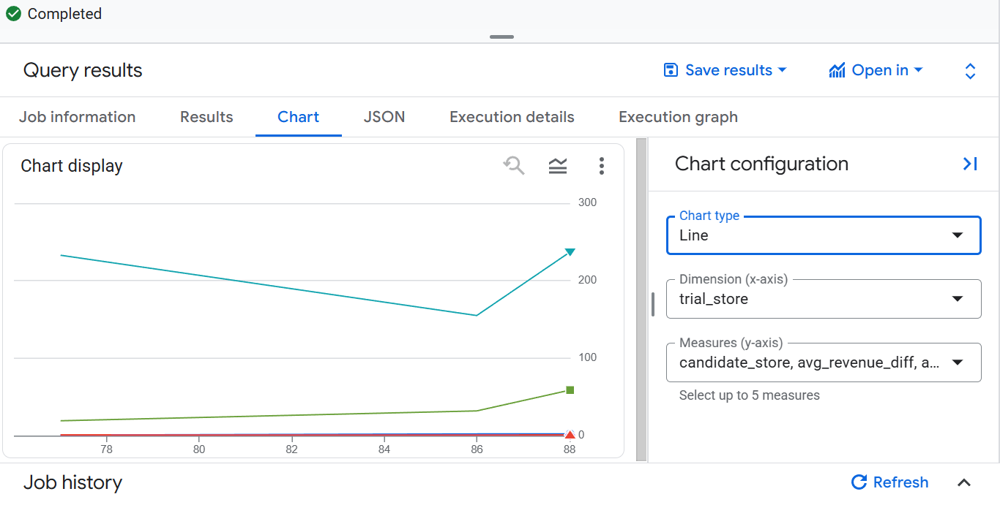 Completed
Query results
Save results
Open in
Job information
Results
Chart
JSON
Execution details
Execution graph
Chart display
300
200
100
0
78
80
82
84
86
88
Chart configuration
Chart type
Line
Dimension (x-axis)
trial_store
Measures (y-axis)
candidate_store, avg_revenue_diff, a...
Select up to 5 measures
Job history
Refresh